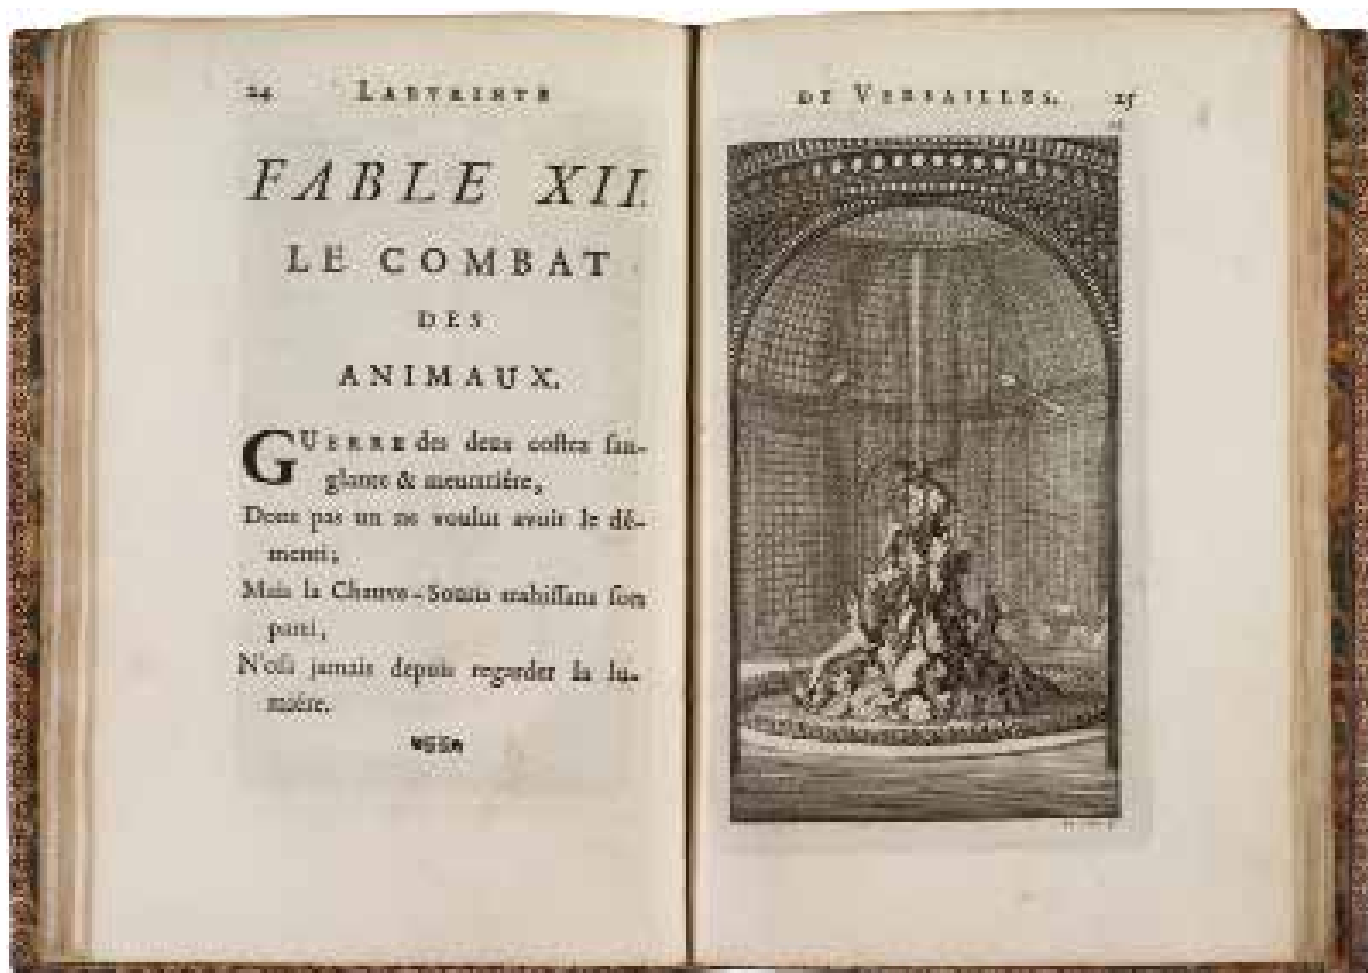 24 LABYRINTE
FABLE XII.
LE COMBAT
DES
ANIMAUX.
GUERRE des deux costez san-
glante & meurtriére,
Dont pas un ne voulut avoir le dé-
menti;
Mais la Chauve-Souris trahissant son
parti,
N'osa jamais depuis regarder la lu-
miére.
DE VERSAILLES. 25